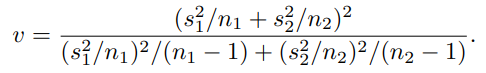 v = \frac{(s_1^2/n_1 + s_2^2/n_2)^2}{(s_1^2/n_1)^2/(n_1 - 1) + (s_2^2/n_2)^2/(n_2 - 1)}.